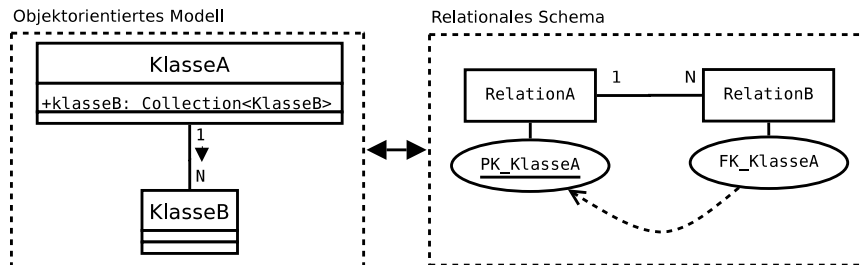 Objektorientiertes Modell
KlasseA
+klasseB: Collection<KlasseB>
1
N
KlasseB
Relationales Schema
RelationA
1
N
RelationB
PK_KlasseA
FK_KlasseA